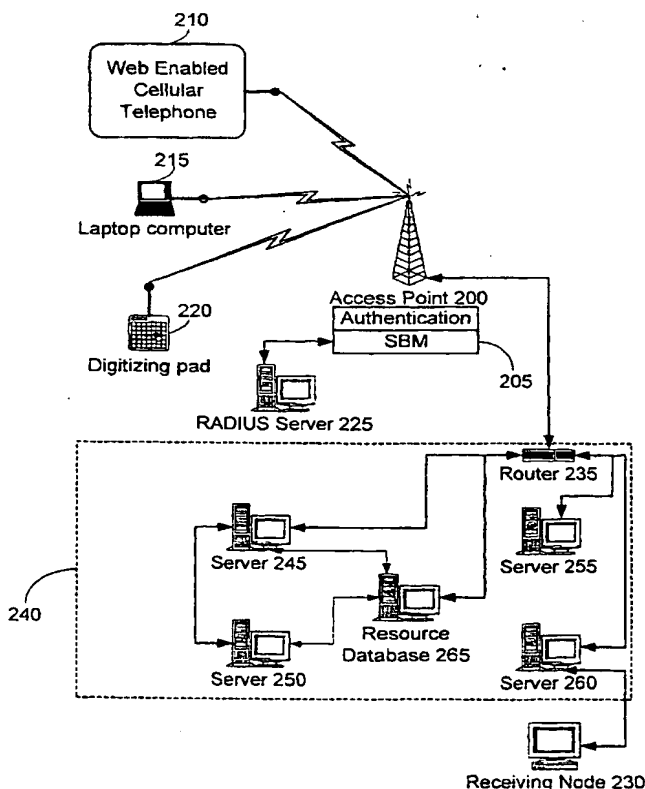 210
Web Enabled
Cellular
Telephone
215
Laptop computer
220
Digitizing pad
Access Point 200
Authentication
SBM
205
RADIUS Server 225
Router 235
Server 245
Server 255
240
Resource
Database 265
Server 250
Server 260
Receiving Node 230